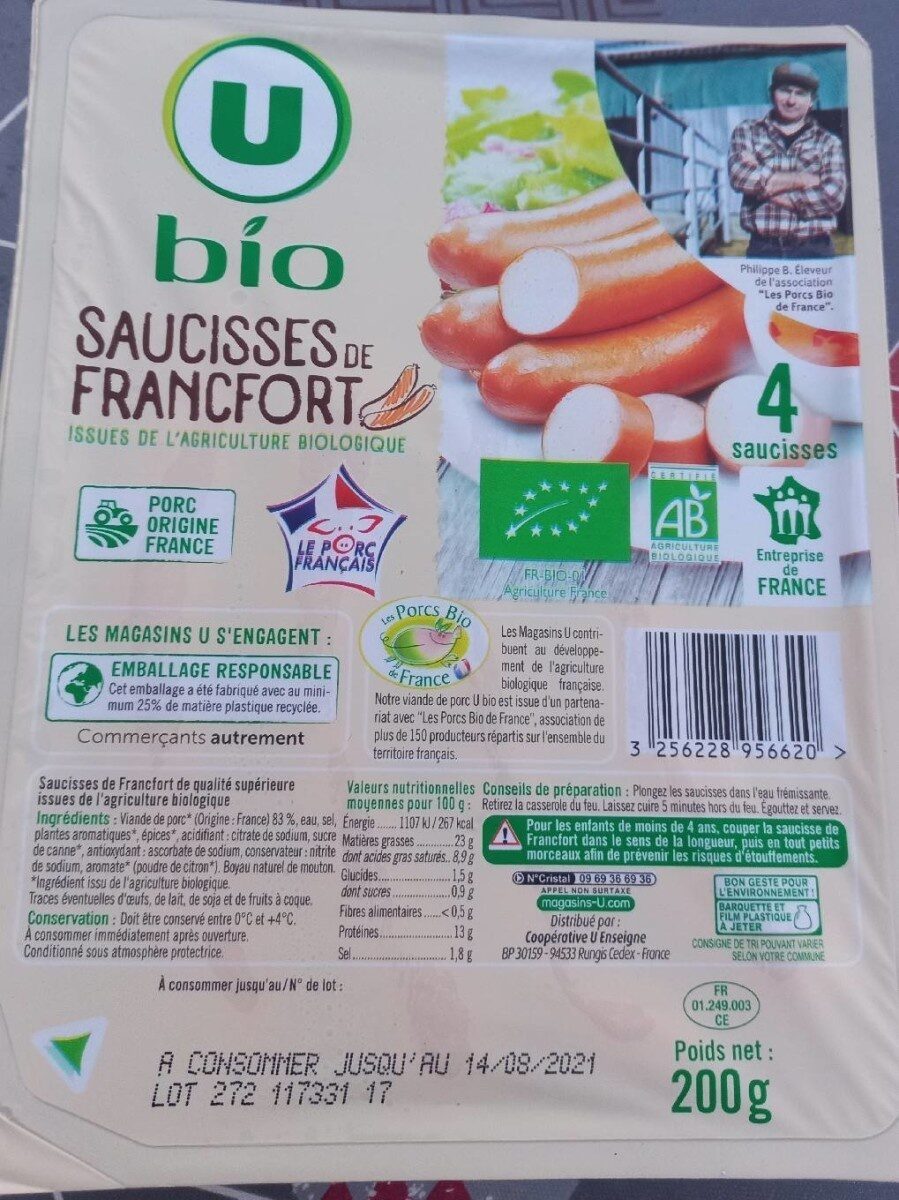 U
bio
SAUCISSES DE
FRANCFORT
ISSUES DE L'AGRICULTURE BIOLOGIQUE
Philippe B. Éleveur
de l'association
"Les Porcs Bio
de France".
4
saucisses
PORC
ORIGINE
FRANCE
LE PORC
FRANÇAIS
FR-BIO-01
Agriculture France
CERTIFIÉ
AB
AGRICULTURE
BIOLOGIQUE
Entreprise
de
FRANCE
LES MAGASINS U S'ENGAGENT :
EMBALLAGE RESPONSABLE
Cet emballage a été fabriqué avec au mini-
mum 25% de matière plastique recyclée.
Commerçants autrement
Les Porcs Bio
de France
Les Magasins U contri-
buent au développe-
ment de l'agriculture
biologique française.
Notre viande de porc U bio est issue d'un partena-
riat avec "Les Porcs Bio de France", association de
plus de 150 producteurs répartis sur l'ensemble du
territoire français.
3 256228 956620 >
Saucisses de Francfort de qualité supérieure
issues de l'agriculture biologique
Ingrédients : Viande de porc* (Origine : France) 83 %, eau, sel,
plantes aromatiques*, épices*, acidifiant : citrate de sodium, sucre
de canne*, antioxydant : ascorbate de sodium, conservateur : nitrite
de sodium, aromate* (poudre de citron*). Boyau naturel de mouton.
*Ingrédient issu de l'agriculture biologique.
Traces éventuelles d'œufs, de lait, de soja et de fruits à coque.
Conservation : Doit être conservé entre 0°C et +4°C.
À consommer immédiatement après ouverture.
Conditionné sous atmosphère protectrice.
Valeurs nutritionnelles
moyennes pour 100 g :
Énergie ...... 1107 kJ / 267 kcal
Matières grasses ............ 23 g
dont acides gras saturés.. 8,9 g
Glucides............ 1,5 g
dont sucres ............ 0,9 g
Fibres alimentaires ...... < 0,5 g
Protéines............ 13 g
Sel............ 1,8 g
Conseils de préparation : Plongez les saucisses dans l'eau frémissante.
Retirez la casserole du feu. Laissez cuire 5 minutes hors du feu. Égouttez et servez.
Pour les enfants de moins de 4 ans, couper la saucisse de
Francfort dans le sens de la longueur, puis en tout petits
morceaux afin de prévenir les risques d'étouffements.
N°Cristal 09 69 36 69 36
APPEL NON SURTAXÉ
magasins-U.com
Distribué par :
Coopérative U Enseigne
BP 30159 - 94533 Rungis Cedex - France
BON GESTE POUR
L'ENVIRONNEMENT !
BARQUETTE ET
FILM PLASTIQUE
À JETER
CONSIGNE DE TRI POUVANT VARIER
SELON VOTRE COMMUNE
À consommer jusqu'au/N° de lot :
A CONSOMMER JUSQU'AU 14/08/2021
LOT 272 117331 17
FR
01.249.003
CE
Poids net :
200g